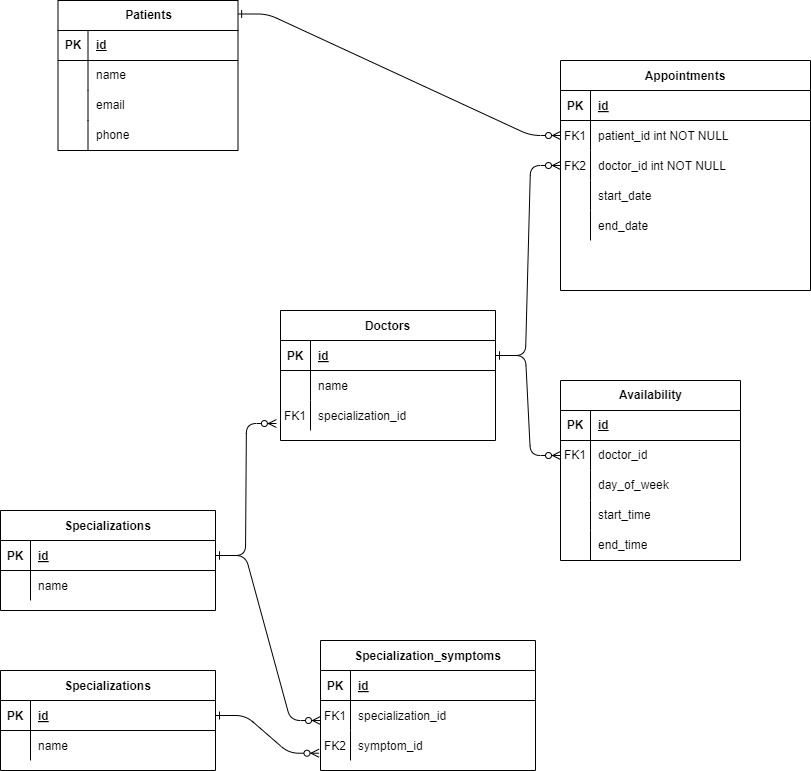 Patients
PK id
name
email
phone
Appointments
PK id
FK1 patient_id int NOT NULL
FK2 doctor_id int NOT NULL
start_date
end_date
Doctors
PK id
name
FK1 specialization_id
Availability
PK id
FK1 doctor_id
day_of_week
start_time
end_time
Specializations
PK id
name
Specialization_symptoms
PK id
FK1 specialization_id
FK2 symptom_id
Specializations
PK id
name